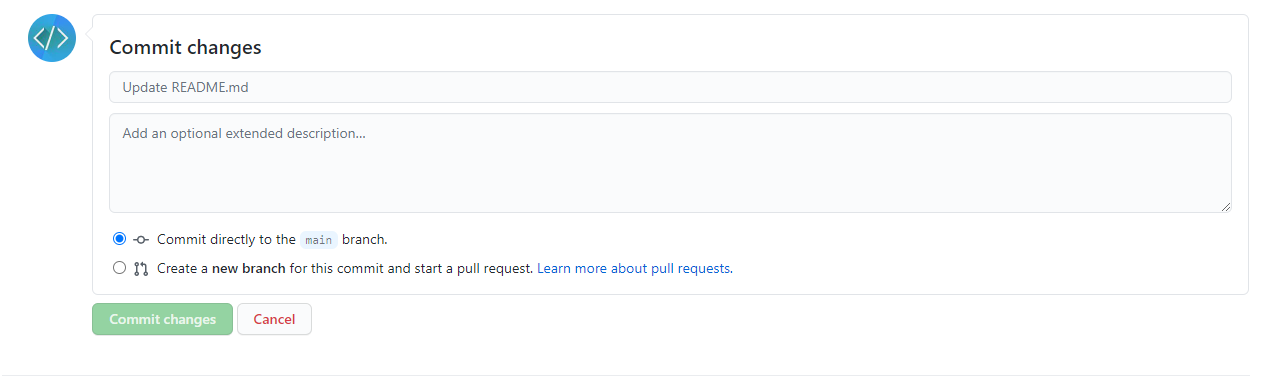 </>
Commit changes
Update README.md
Add an optional extended description...
Commit directly to the main branch.
Create a new branch for this commit and start a pull request. Learn more about pull requests.
Commit changes Cancel